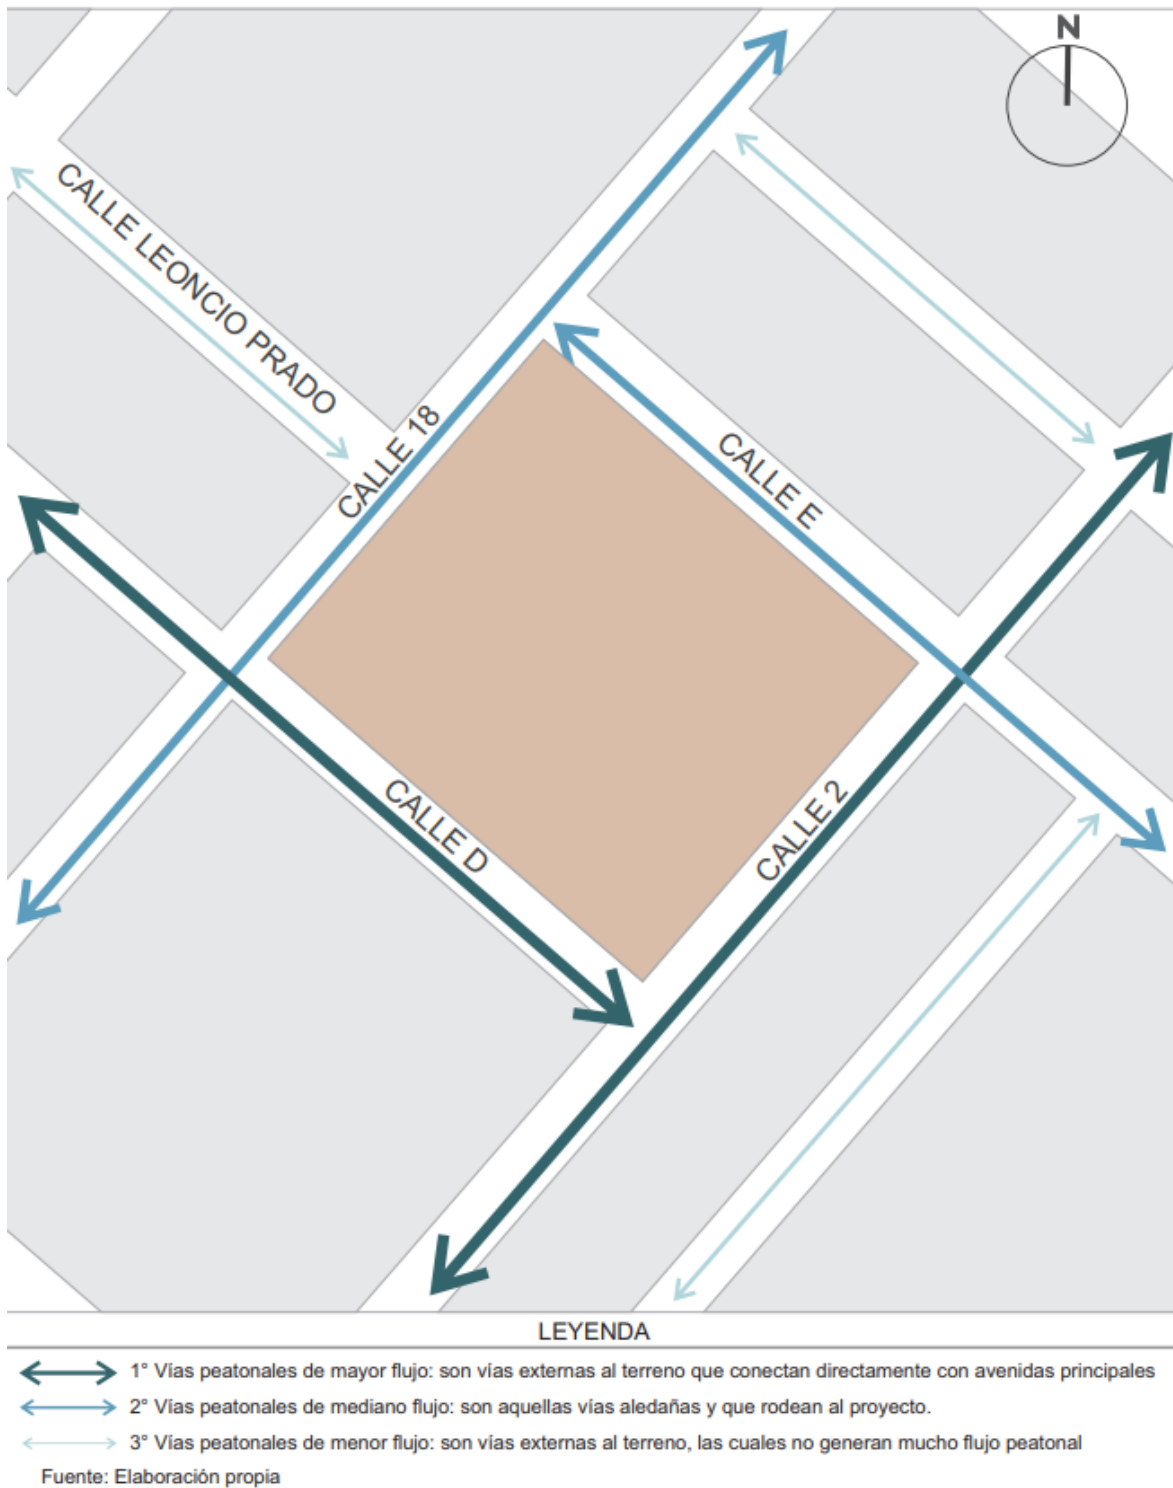 N
CALLE LEONCIO PRADO
CALLE 18
CALLE E
CALLE D
CALLE 2
LEYENDA
1° Vías peatonales de mayor flujo: son vías externas al terreno que conectan directamente con avenidas principales
2° Vías peatonales de mediano flujo: son aquellas vías aledañas y que rodean al proyecto.
3° Vías peatonales de menor flujo: son vías externas al terreno, las cuales no generan mucho flujo peatonal
Fuente: Elaboración propia